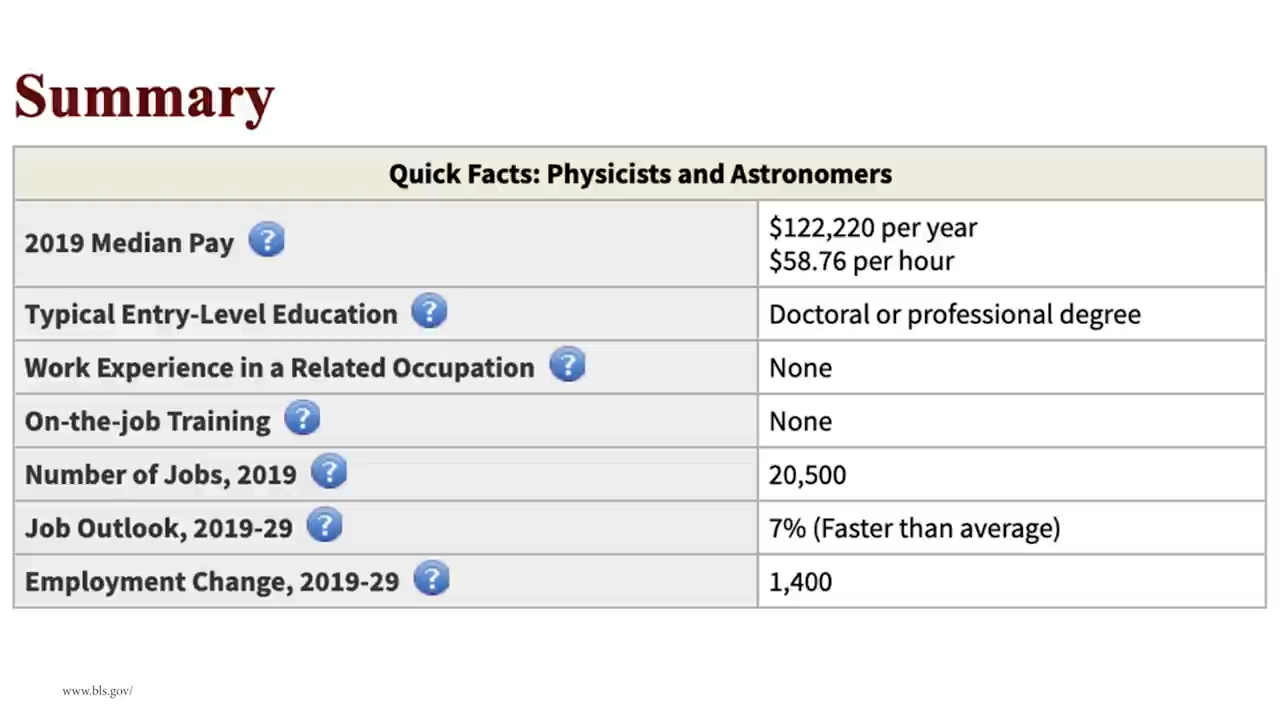 Summary
Quick Facts: Physicists and Astronomers
2019 Median Pay ?
$122,220 per year
$58.76 per hour
Typical Entry-Level Education ?
Doctoral or professional degree
Work Experience in a Related Occupation ?
None
On-the-job Training ?
None
Number of Jobs, 2019 ?
20,500
Job Outlook, 2019-29 ?
7% (Faster than average)
Employment Change, 2019-29 ?
1,400
www.bls.gov/